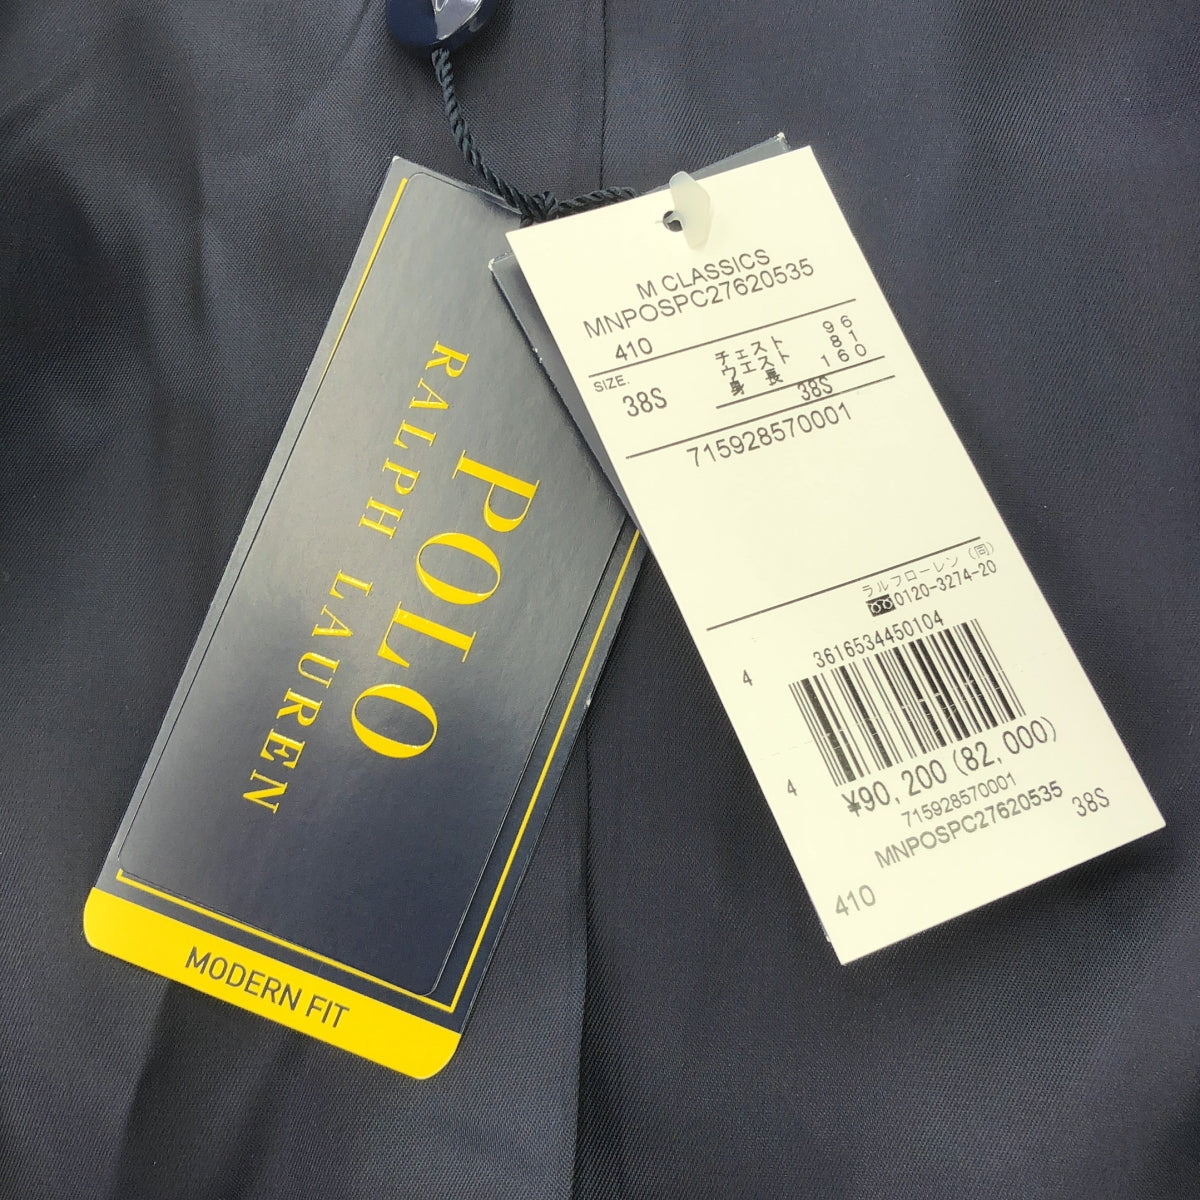 POLO
RALPH LAUREN
MODERN FIT
M CLASSICS
MNPOSPC27620535
410
チェスト 96
ウエスト 81
身 長 160
SIZE.
38S
38S
715928570001
ラルフローレン (同)
0120-3274-20
3616534450104
4
4
¥90, 200 (82, 000)
715928570001
MNPOSPC27620535
410 38S